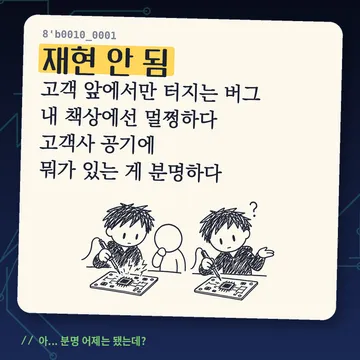 8'b0010_0001
재현 안 됨
고객 앞에서만 터지는 버그
내 책상에선 멀쩡하다
고객사 공기에
뭐가 있는 게 분명하다
?
// 아... 분명 어제는 됐는데?